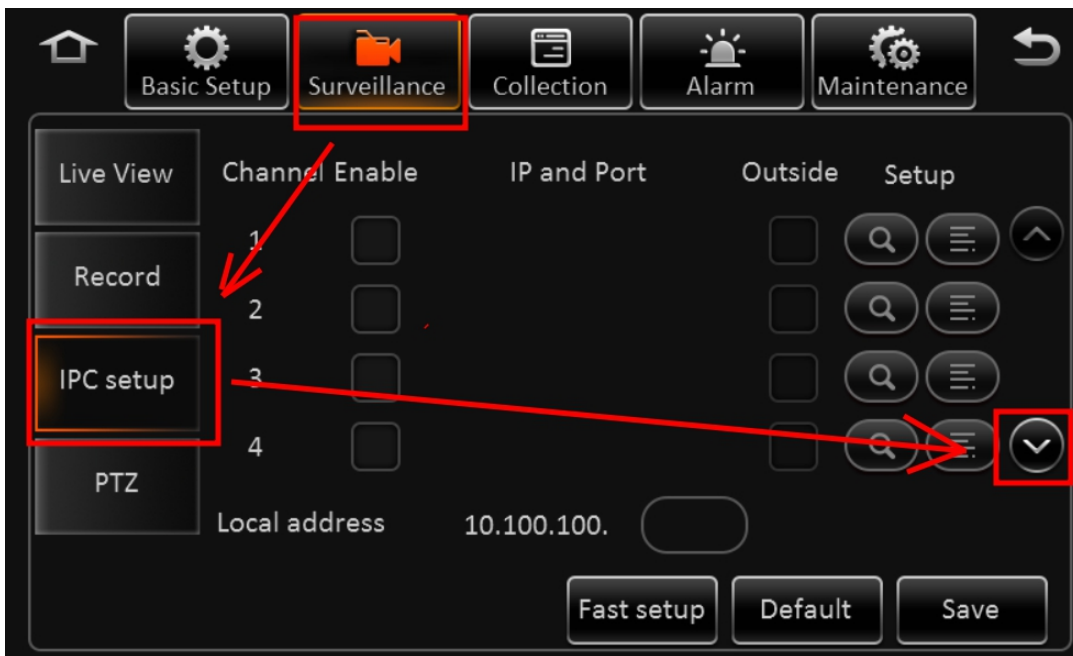 Basic Setup
Surveillance
Collection
Alarm
Maintenance
Live View
Record
IPC setup
PTZ
Channel Enable IP and Port Outside Setup
1
2
3
4
Local address 10.100.100.
Fast setup
Default
Save